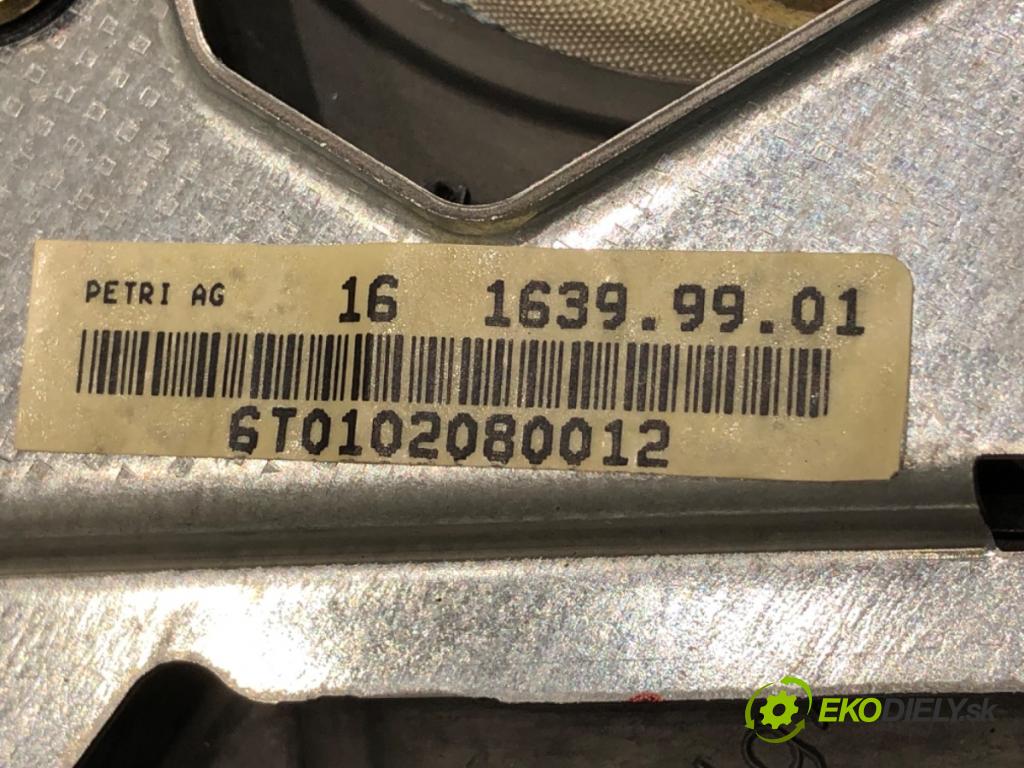 PETRI AG 16 1639.99.01
6T0102080012
EKODIELY.sk